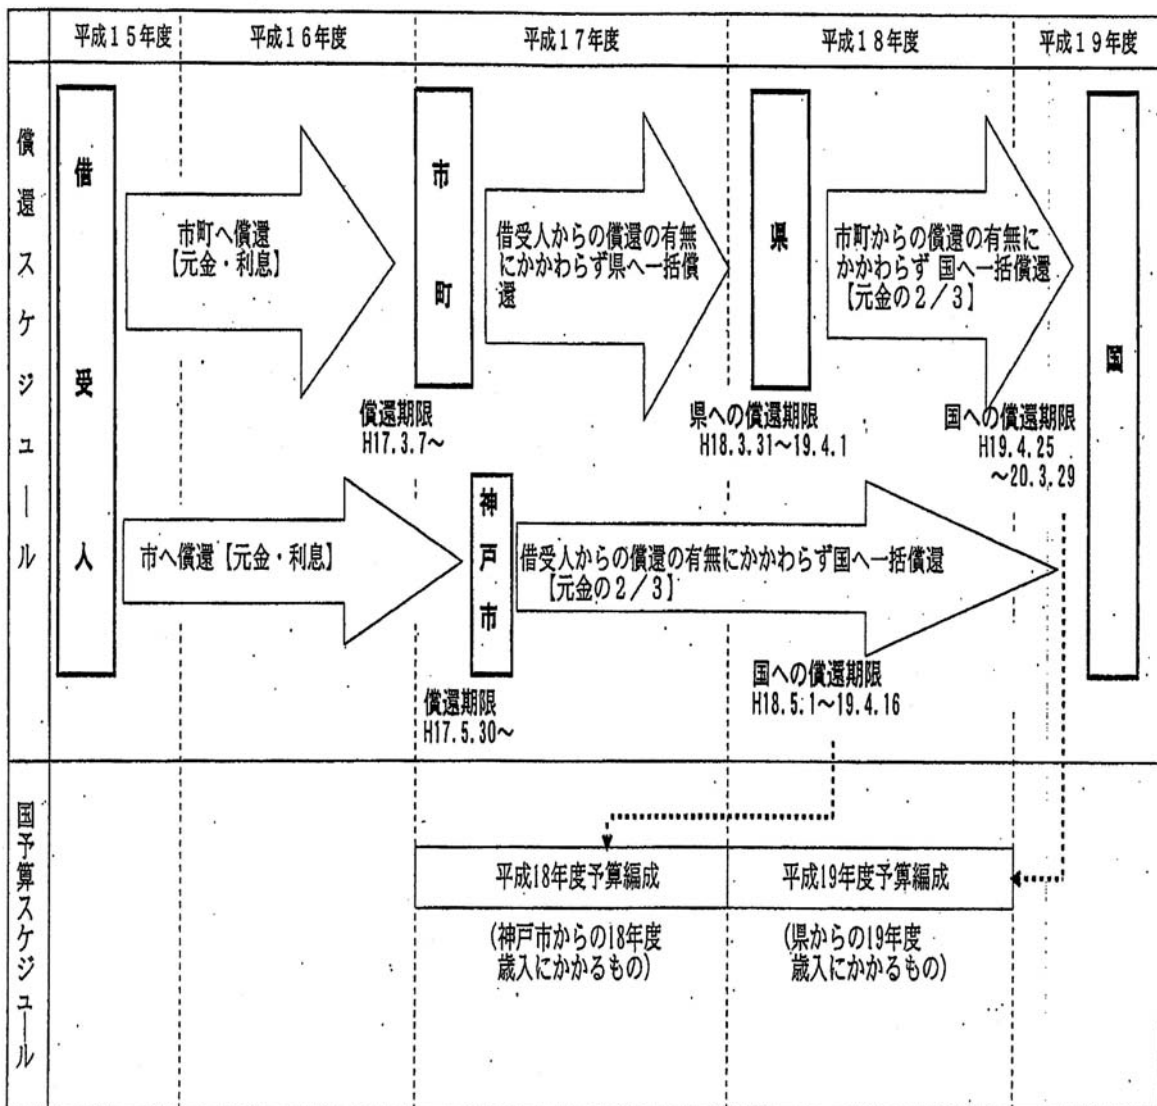 平成15年度
平成16年度
平成17年度
平成18年度
平成19年度
償還スケジュール
借受人
市町へ償還
【元金・利息】
市町
借受人からの償還の有無
にかかわらず県へ一括償
還
県
市町からの償還の有無に
かかわらず 国へ一括償還
【元金の2/3】
国
償還期限
H17.3.7～
県への償還期限
H18.3.31～19.4.1
国への償還期限
H19.4.25
～20.3.29
市へ償還【元金・利息】
神戸市
借受人からの償還の有無にかかわらず国へ一括償還
【元金の2/3】
償還期限
H17.5.30～
国への償還期限
H18.5.1～19.4.16
国予算スケジュール
平成18年度予算編成
平成19年度予算編成
(神戸市からの18年度
歳入にかかるもの)
(県からの19年度
歳入にかかるもの)